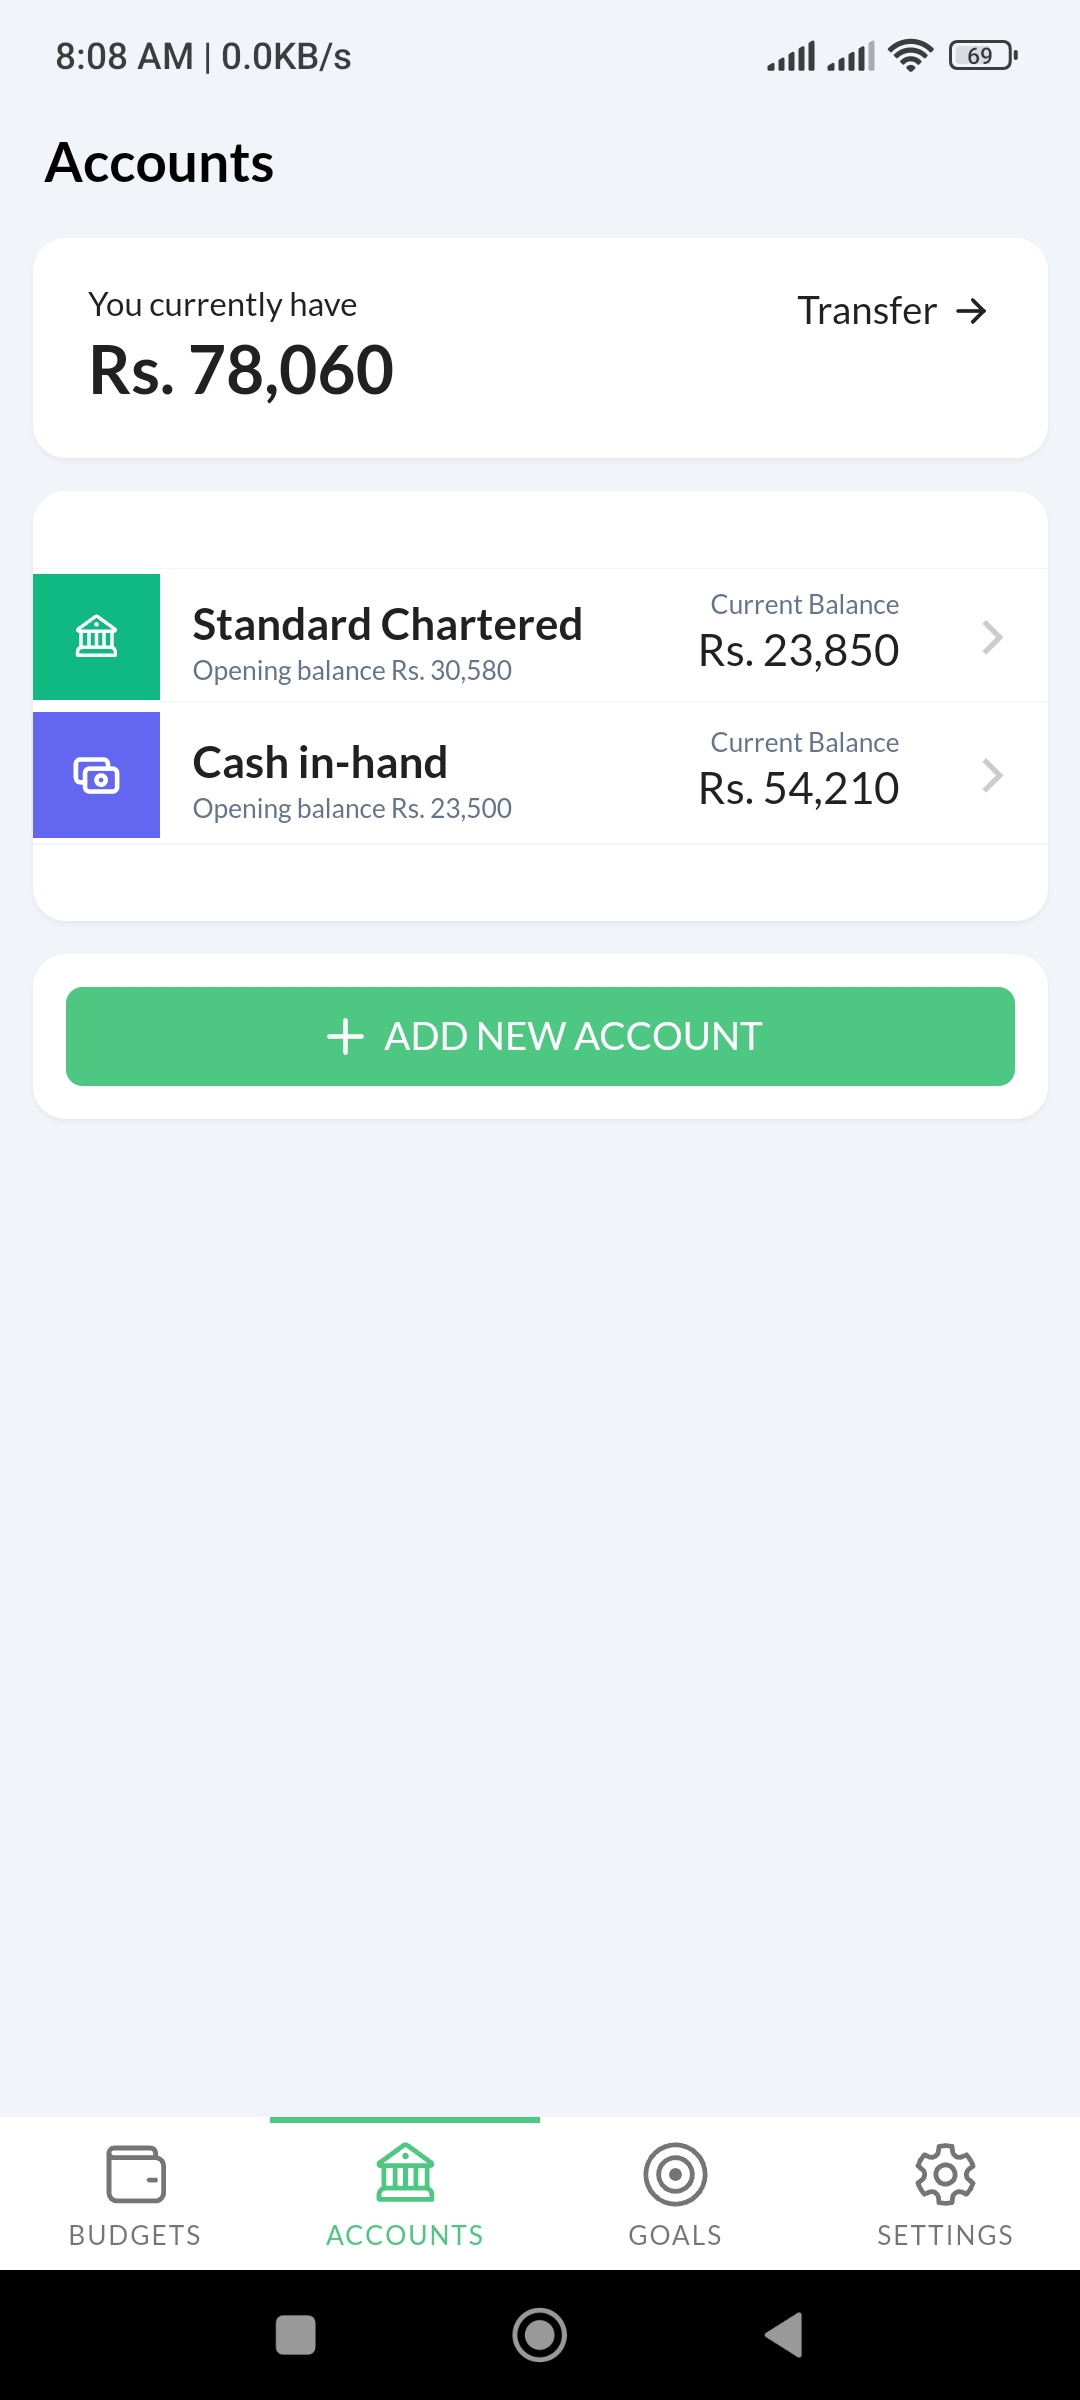 8:08 AM | 0.0KB/s
69
Accounts
You currently have
Transfer
Rs. 78,060
Standard Chartered
Opening balance Rs. 30,580
Current Balance
Rs. 23,850
Cash in-hand
Opening balance Rs. 23,500
Current Balance
Rs. 54,210
ADD NEW ACCOUNT
BUDGETS
ACCOUNTS
GOALS
SETTINGS